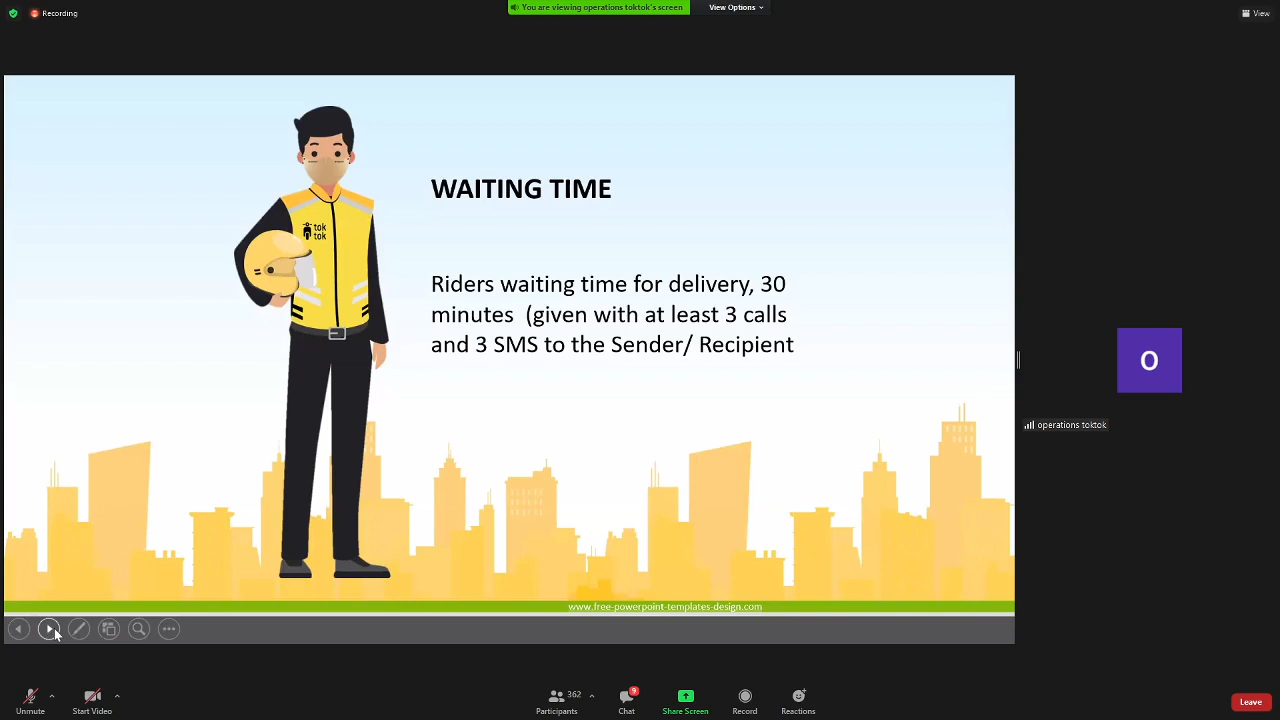 Recording
You are viewing operations toktok's screen
View Options
View
WAITING TIME
tok
tok
Riders waiting time for delivery, 30
minutes  (given with at least 3 calls
and 3 SMS to the Sender/ Recipient
O
operations toktok
www.free-powerpoint-templates-design.com
Unmute
Start Video
362
Participants
9
Chat
Share Screen
Record
Reactions
Leave